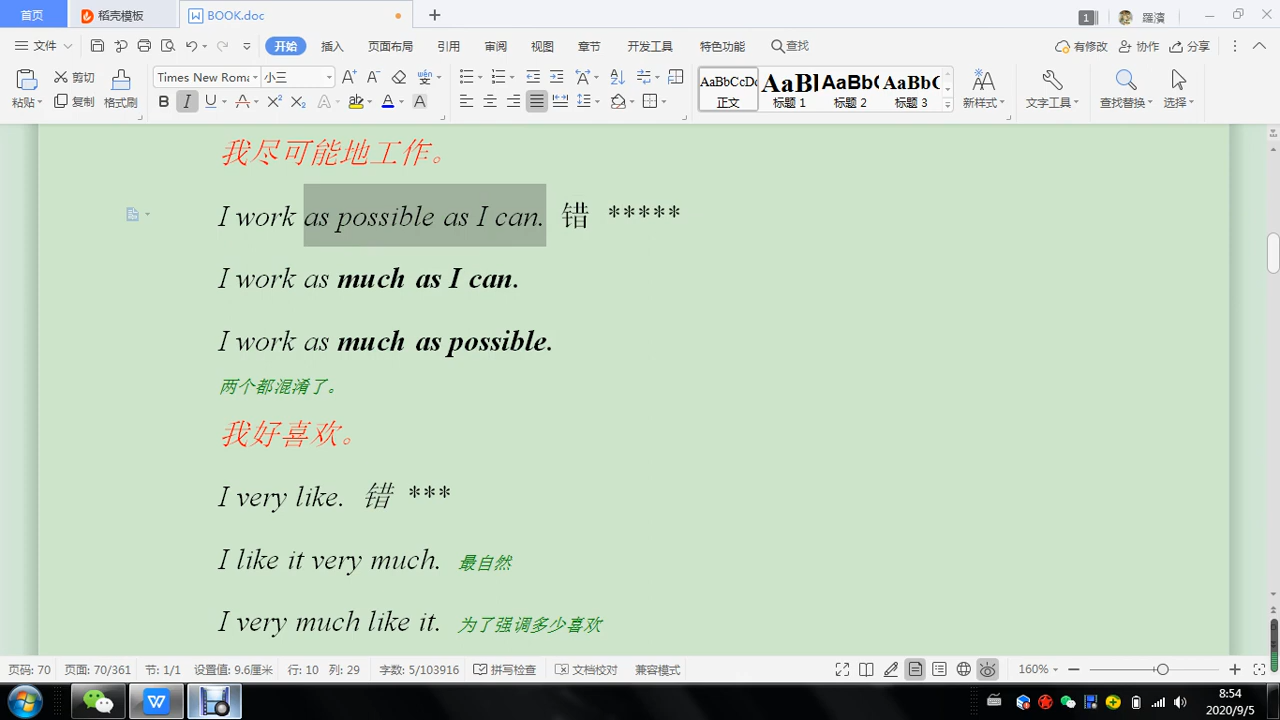 首页 稻壳模板 BOOK.doc 1 羅濱
文件 开始 插入 页面布局 引用 审阅 视图 章节 开发工具 特色功能 查找 有修改 协作 分享
粘贴 剪切 复制 格式刷 Times New Roma 小三 AaBbCcDd 正文 AaBl 标题 1 AaBb( 标题 2 AaBb( 标题 3 新样式 文字工具 查找替换 选择
我尽可能地工作。
I work as possible as I can. 错 *****
I work as much as I can.
I work as much as possible.
两个都混淆了。
我好喜欢。
I very like. 错 ***
I like it very much. 最自然
I very much like it. 为了强调多少喜欢
页码: 70 页面: 70/361 节: 1/1 设置值: 9.6厘米 行: 10 列: 29 字数: 5/103916 拼写检查 文档校对 兼容模式 160%
8:54
2020/9/5